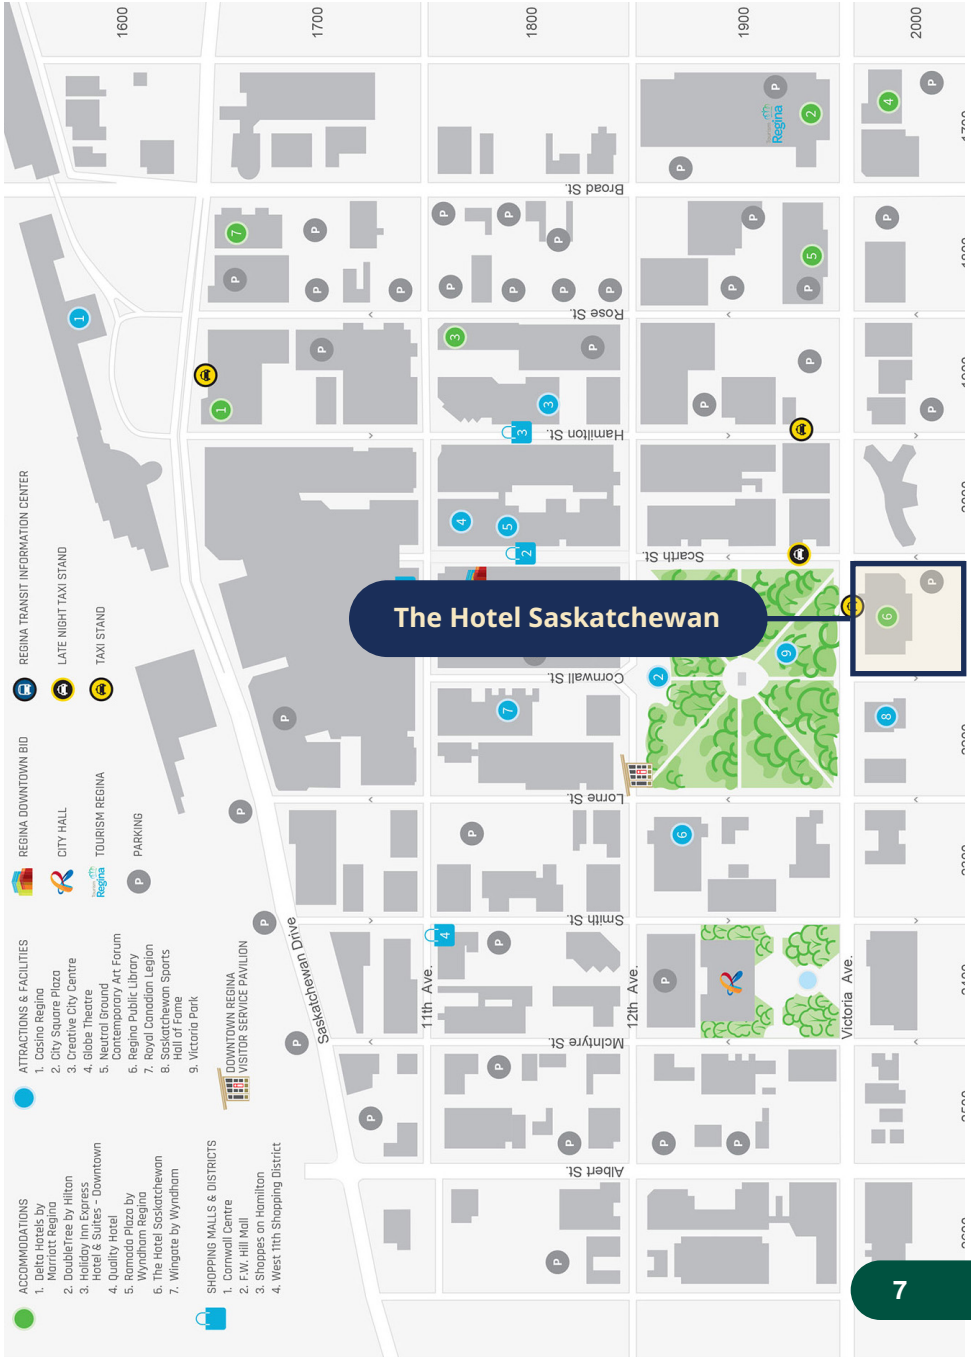 1600
1700
1800
1900
2000
Broad St.
Rose St.
Hamilton St.
Scarth St.
Cornwall St.
Lorne St.
Smith St.
McIntyre St.
Albert St.
Saskatchewan Drive
11th Ave.
12th Ave.
Victoria Ave.
The Hotel Saskatchewan
Tourism
Regina
REGINA TRANSIT INFORMATION CENTER
LATE NIGHT TAXI STAND
TAXI STAND
REGINA DOWNTOWN BID
CITY HALL
TOURISM REGINA
PARKING
P
ATTRACTIONS & FACILITIES
1. Casino Regina
2. City Square Plaza
3. Creative City Centre
4. Globe Theatre
5. Neutral Ground
Contemporary Art Forum
6. Regina Public Library
7. Royal Canadian Legion
8. Saskatchewan Sports
Hall of Fame
9. Victoria Park
DOWNTOWN REGINA
VISITOR SERVICE PAVILION
ACCOMMODATIONS
1. Delta Hotels by
Marriott Regina
2. DoubleTree by Hilton
3. Holiday Inn Express
Hotel & Suites - Downtown
4. Quality Hotel
5. Ramada Plaza by
Wyndham Regina
6. The Hotel Saskatchewan
7. Wingate by Wyndham
SHOPPING MALLS & DISTRICTS
1. Cornwall Centre
2. F.W. Hill Mall
3. Shoppes on Hamilton
4. West 11th Shopping District
7